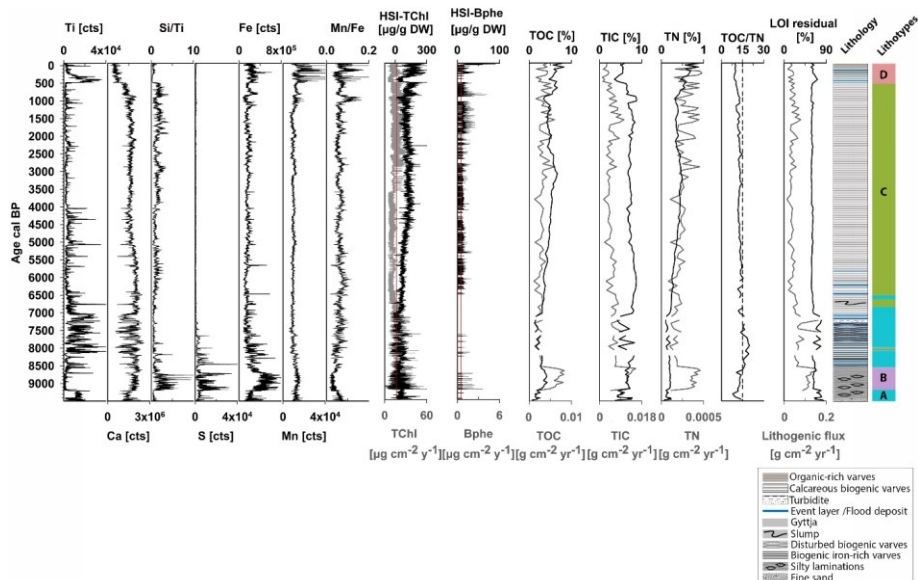 Ti [cts] Si/Ti Fe [cts] Mn/Fe HSI-TChl [µg/g DW] HSI-Bphe [µg/g DW] TOC [%] TIC [%] TN [%] TOC/TN LOI residual [%] Lithology Lithotypes
0 4x10⁴ 0 10 0 8x10⁵ 0.0 0.2 0 300 0 100 0 10 0 10 0 1 0 15 30 0 90
Age cal BP
0
500
1000
1500
2000
2500
3000
3500
4000
4500
5000
5500
6000
6500
7000
7500
8000
8500
9000
D
C
B
A
0 3x10⁶ 0 4x10⁴ 0 4x10⁴ 0 60 0 6 0 0.01 0 0.018 0 0.0005 0 0.2
Ca [cts] S [cts] Mn [cts] TChl [µg cm⁻² y⁻¹] Bphe [µg cm⁻² y⁻¹] TOC [g cm⁻² yr⁻¹] TIC [g cm⁻² yr⁻¹] TN [g cm⁻² yr⁻¹] Lithogenic flux [g cm⁻² yr⁻¹]
Organic-rich varves
Calcareous biogenic varves
Turbidite
Event layer /Flood deposit
Gyttja
Slump
Disturbed biogenic varves
Biogenic iron-rich varves
Silty laminations
Fine sand